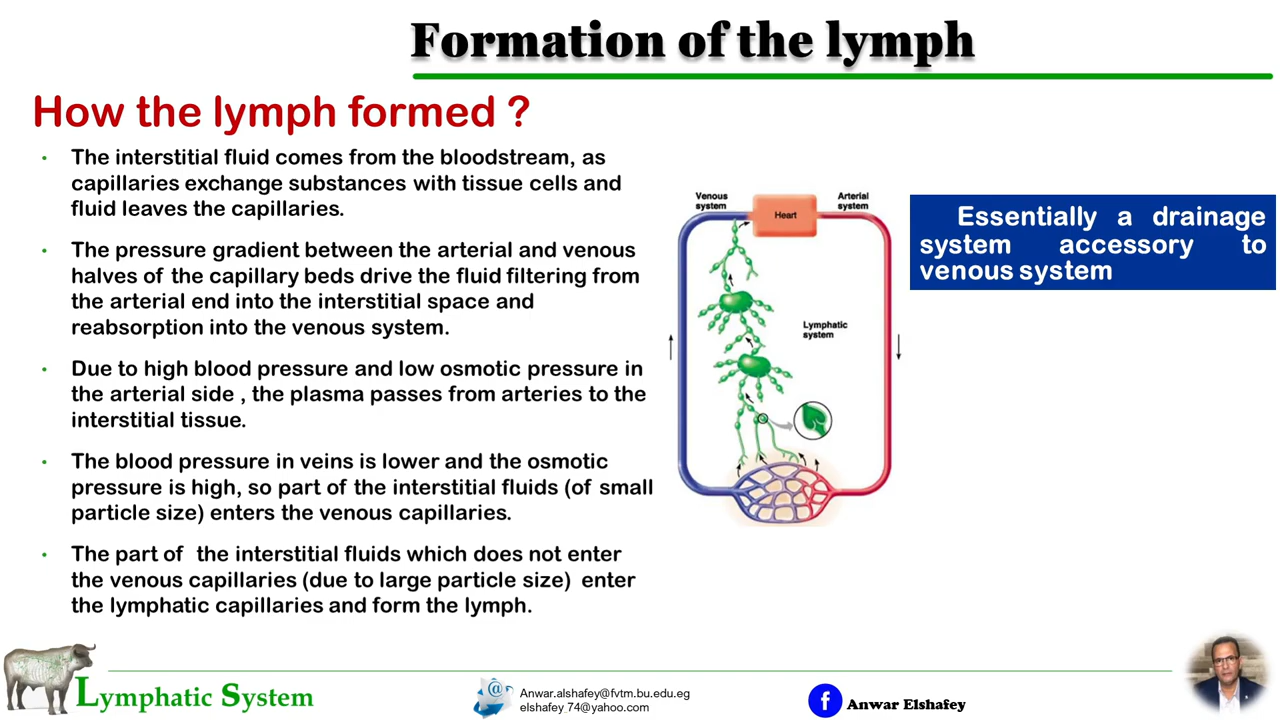 Formation of the lymph
How the lymph formed ?
• The interstitial fluid comes from the bloodstream, as
capillaries exchange substances with tissue cells and
fluid leaves the capillaries.
• The pressure gradient between the arterial and venous
halves of the capillary beds drive the fluid filtering from
the arterial end into the interstitial space and
reabsorption into the venous system.
• Due to high blood pressure and low osmotic pressure in
the arterial side , the plasma passes from arteries to the
interstitial tissue.
• The blood pressure in veins is lower and the osmotic
pressure is high, so part of the interstitial fluids (of small
particle size) enters the venous capillaries.
• The part of the interstitial fluids which does not enter
the venous capillaries (due to large particle size) enter
the lymphatic capillaries and form the lymph.
Venous
system
Heart
Arterial
system
Lymphatic
system
Essentially a drainage
system accessory to
venous system
Lymphatic System
Anwar.alshafey@fvtm.bu.edu.eg
elshafey_74@yahoo.com
f
Anwar Elshafey